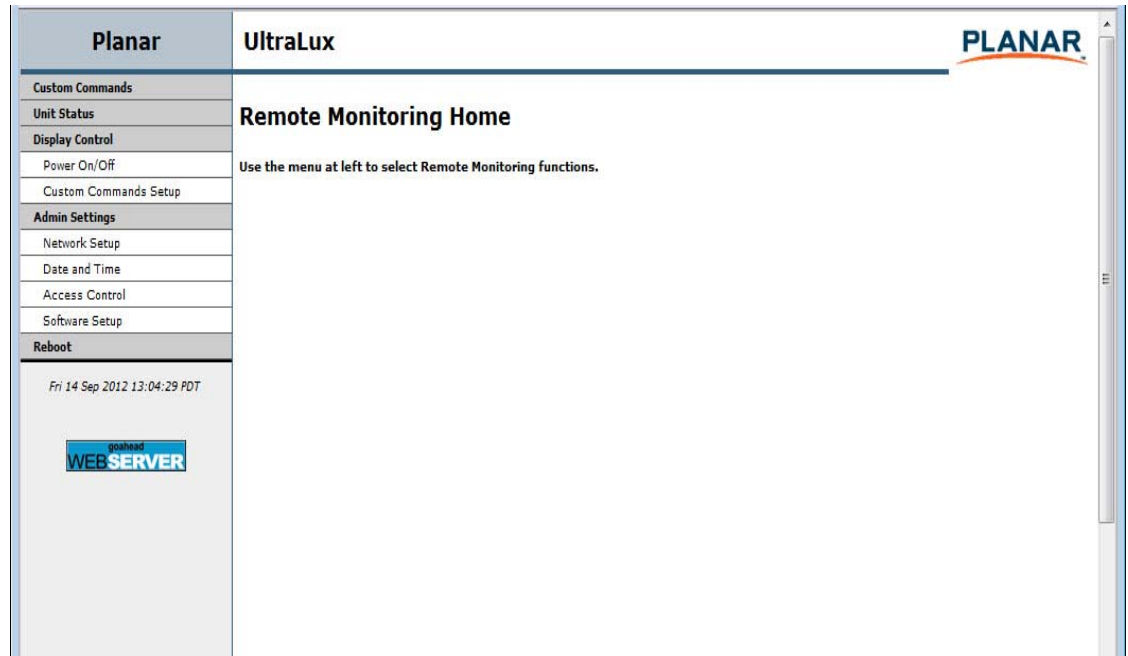 Planar
UltraLux
PLANAR
Custom Commands
Unit Status
Display Control
Power On/Off
Custom Commands Setup
Admin Settings
Network Setup
Date and Time
Access Control
Software Setup
Reboot
Fri 14 Sep 2012 13:04:29 PDT
goahead
WEBSERVER
Remote Monitoring Home
Use the menu at left to select Remote Monitoring functions.